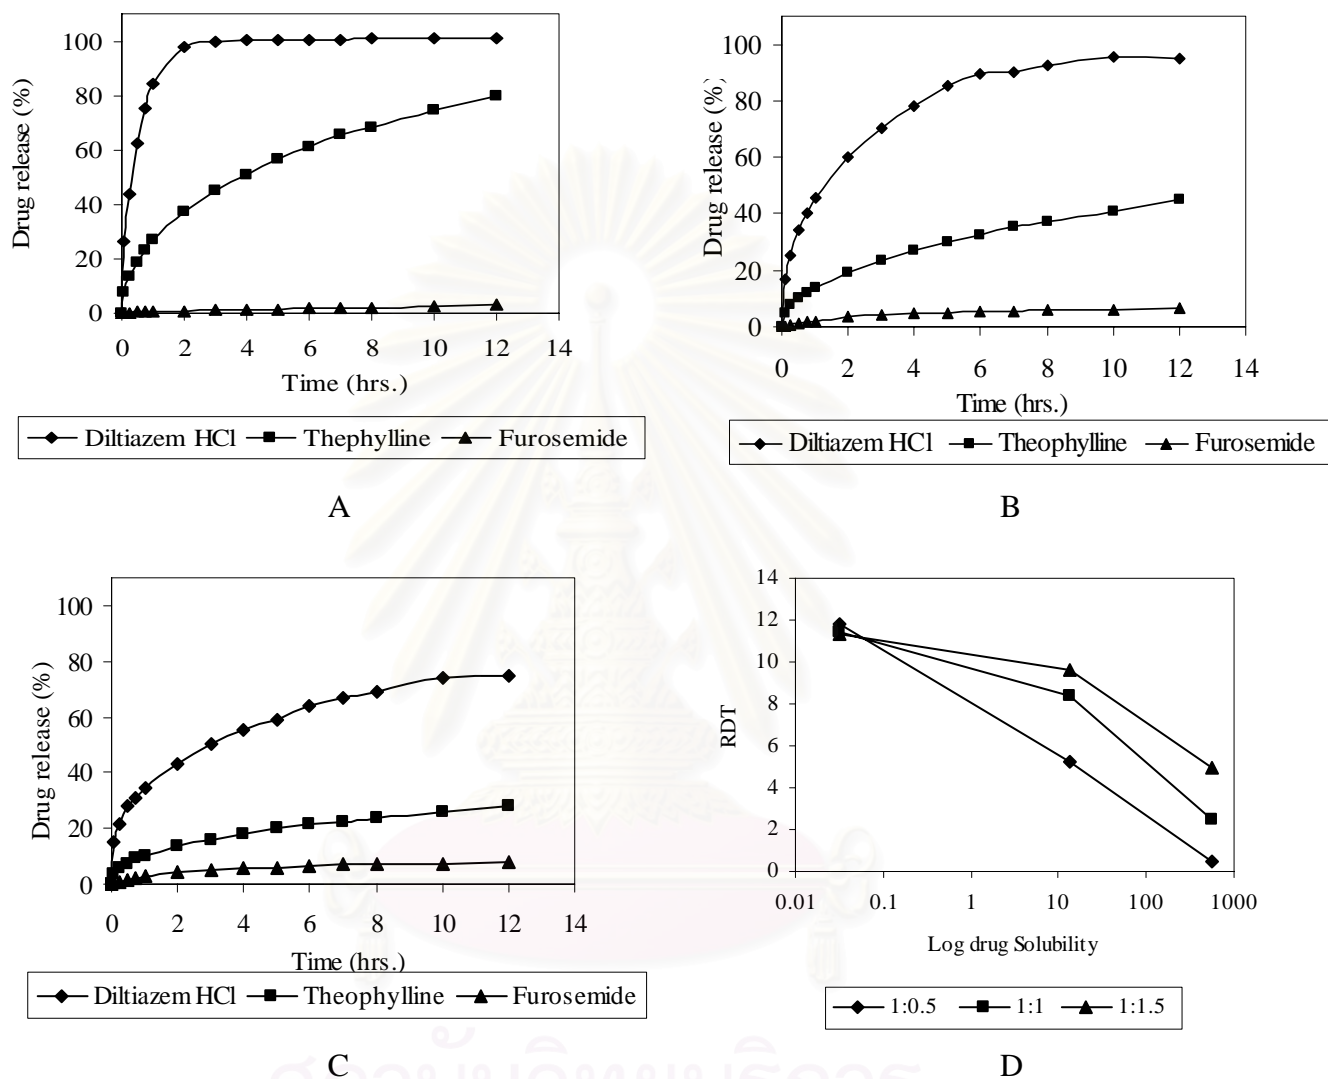 100
80
60
40
20
0
Drug release (%)
0 2 4 6 8 10 12 14
Time (hrs.)
Diltiazem HCl Thephylline Furosemide
A
100
80
60
40
20
0
Drug release (%)
0 2 4 6 8 10 12 14
Time (hrs.)
Diltiazem HCl Theophylline Furosemide
B
100
80
60
40
20
0
Drug release (%)
0 2 4 6 8 10 12 14
Time (hrs.)
Diltiazem HCl Theophylline Furosemide
C
14
12
10
8
6
4
2
0
RDT
0.01 0.1 1 10 100 1000
Log drug Solubility
1:0.5 1:1 1:1.5
D